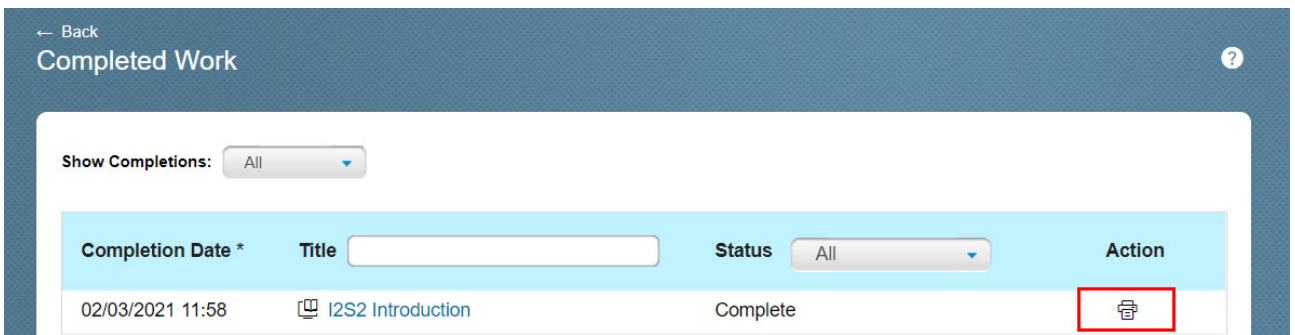 ← Back
Completed Work
?
Show Completions: All
Completion Date * Title Status All Action
02/03/2021 11:58 I2S2 Introduction Complete